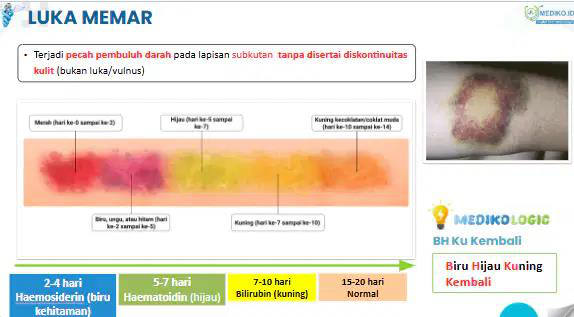 LUKA MEMAR
MEDIKO.ID
• Terjadi pecah pembuluh darah pada lapisan subkutan tanpa disertai diskontinuitas
kulit (bukan luka/vulnus)
Merah (hari ke-0 sampai ke-2)
Hijau (hari ke-5 sampai
ke-7)
Kuning kecoklatan/coklat muda
(hari ke-10 sampai ke-14)
Biru, ungu, atau hitam (hari
ke-2 sampai ke-5)
Kuning (hari ke-7 sampai ke-10)
MEDIKOLOGIC
BH Ku Kembali
Biru Hijau Kuning
Kembali
2-4 hari
Haemosiderin (biru
kehitaman)
5-7 hari
Haematoidin (hijau)
7-10 hari
Bilirubin (kuning)
15-20 hari
Normal